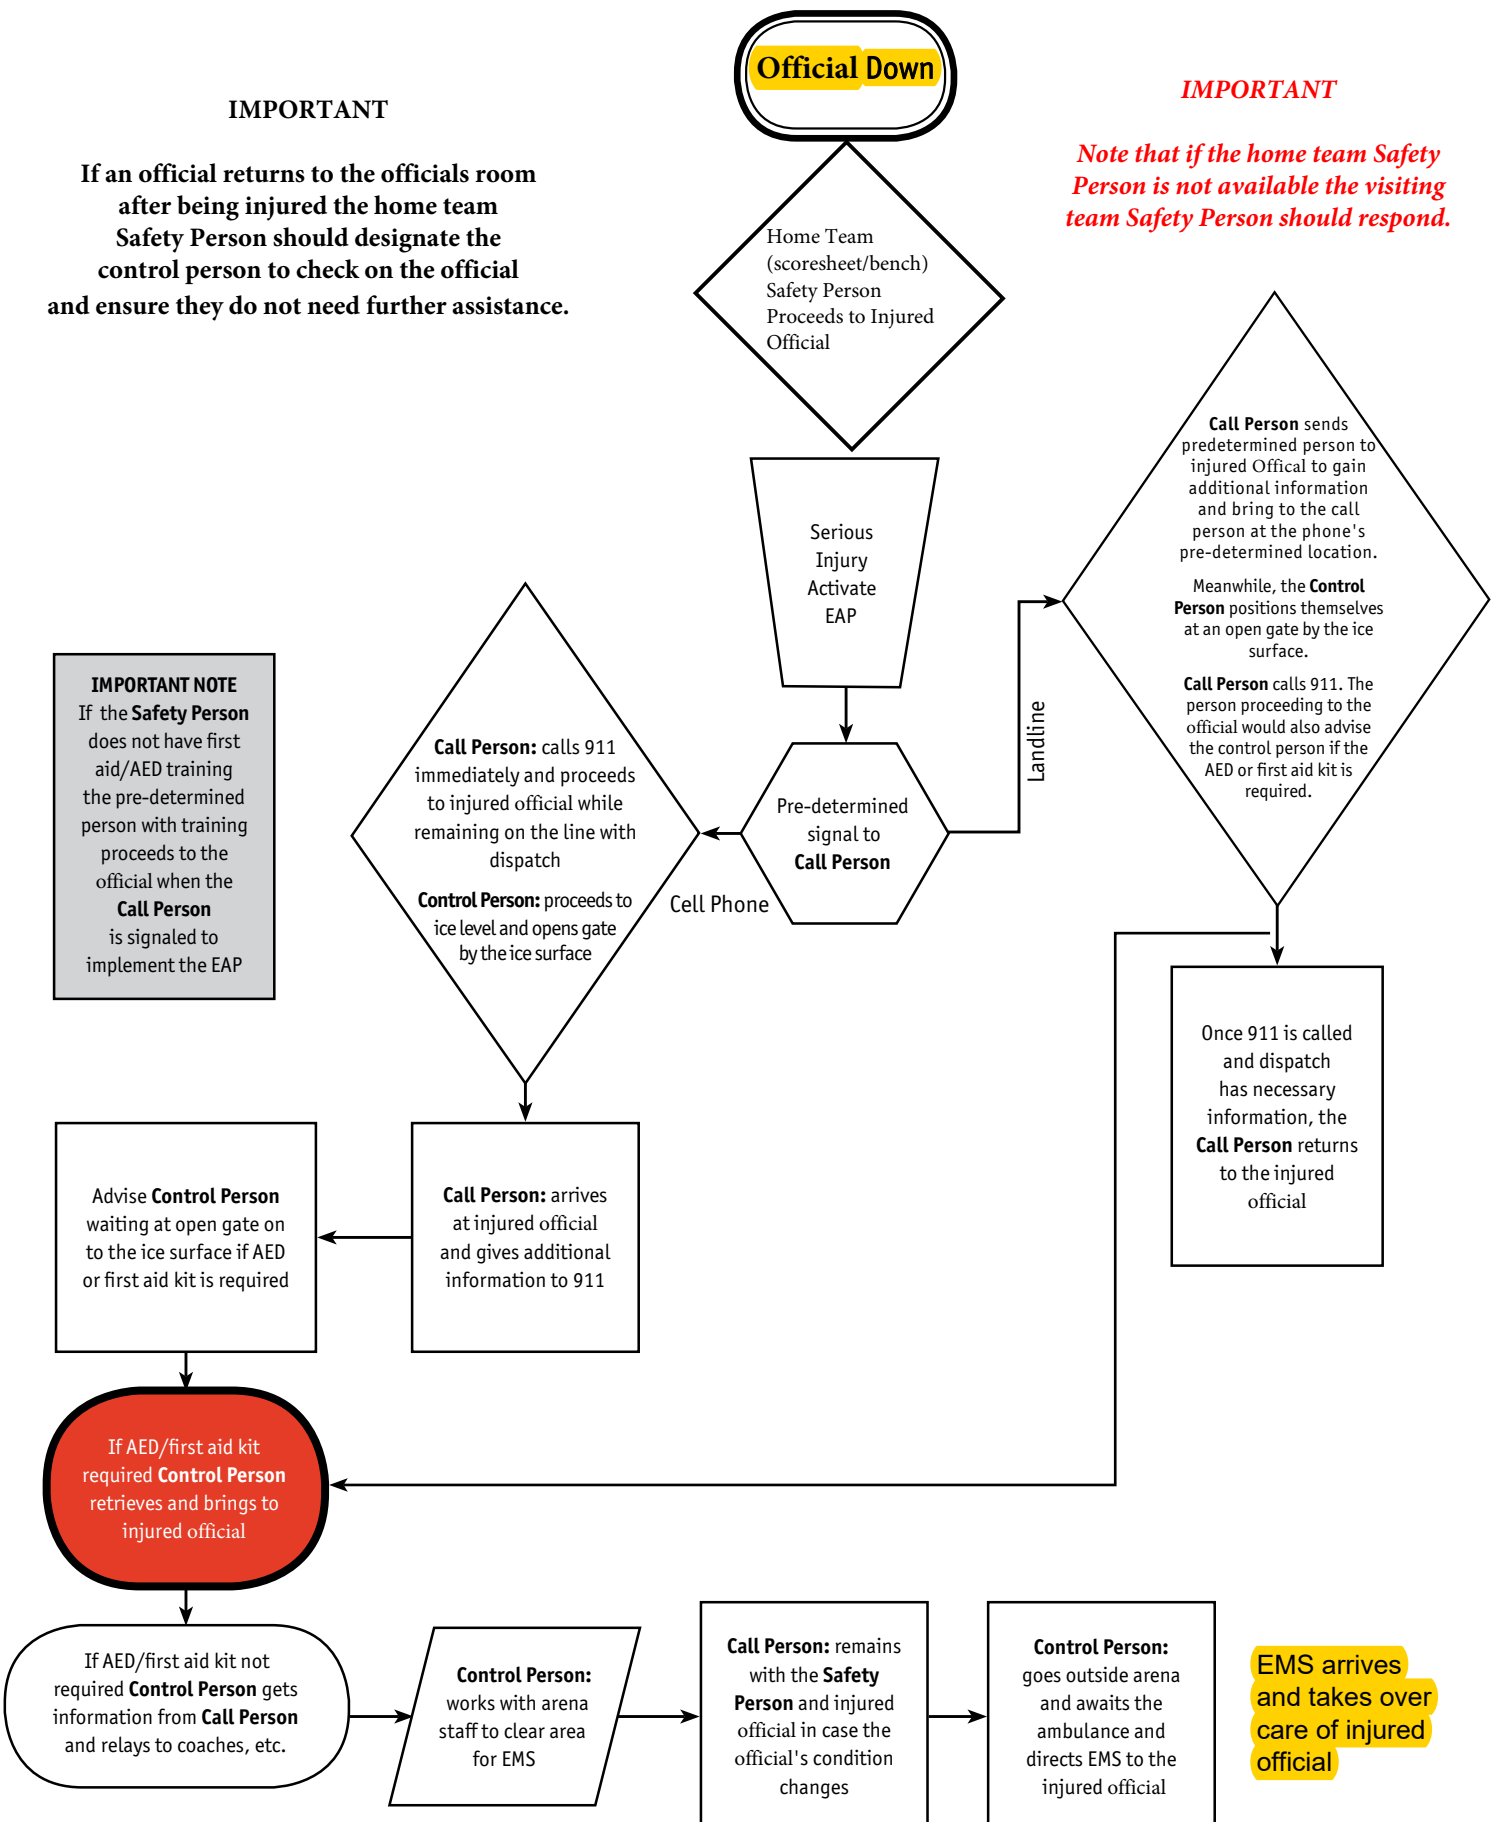 Official Down
IMPORTANT
If an official returns to the officials room
after being injured the home team
Safety Person should designate the
control person to check on the official
and ensure they do not need further assistance.
IMPORTANT
Note that if the home team Safety
Person is not available the visiting
team Safety Person should respond.
Home Team
(scoresheet/bench)
Safety Person
Proceeds to Injured
Official
Serious
Injury
Activate
EAP
Pre-determined
signal to
Call Person
Cell Phone
Landline
Call Person sends
predetermined person to
injured Offical to gain
additional information
and bring to the call
person at the phone's
pre-determined location.
Meanwhile, the Control
Person positions themselves
at an open gate by the ice
surface.
Call Person calls 911. The
person proceeding to the
official would also advise
the control person if the
AED or first aid kit is
required.
IMPORTANT NOTE
If the Safety Person
does not have first
aid/AED training
the pre-determined
person with training
proceeds to the
official when the
Call Person
is signaled to
implement the EAP
Call Person: calls 911
immediately and proceeds
to injured official while
remaining on the line with
dispatch
Control Person: proceeds to
ice level and opens gate
by the ice surface
Once 911 is called
and dispatch
has necessary
information, the
Call Person returns
to the injured
official
Call Person: arrives
at injured official
and gives additional
information to 911
Advise Control Person
waiting at open gate on
to the ice surface if AED
or first aid kit is required
If AED/first aid kit
required Control Person
retrieves and brings to
injured official
If AED/first aid kit not
required Control Person gets
information from Call Person
and relays to coaches, etc.
Control Person:
works with arena
staff to clear area
for EMS
Call Person: remains
with the Safety
Person and injured
official in case the
official's condition
changes
Control Person:
goes outside arena
and awaits the
ambulance and
directs EMS to the
injured official
EMS arrives
and takes over
care of injured
official